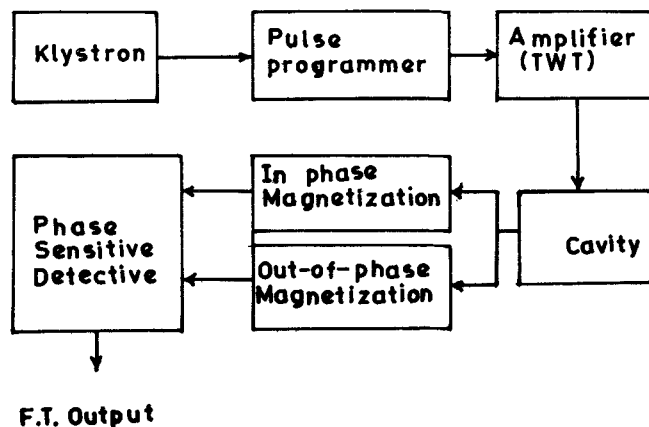 Klystron
Pulse
programmer
Amplifier
(TWT)
In phase
Magnetization
Phase
Sensitive
Detective
Cavity
Out-of-phase
Magnetization
F.T. Output